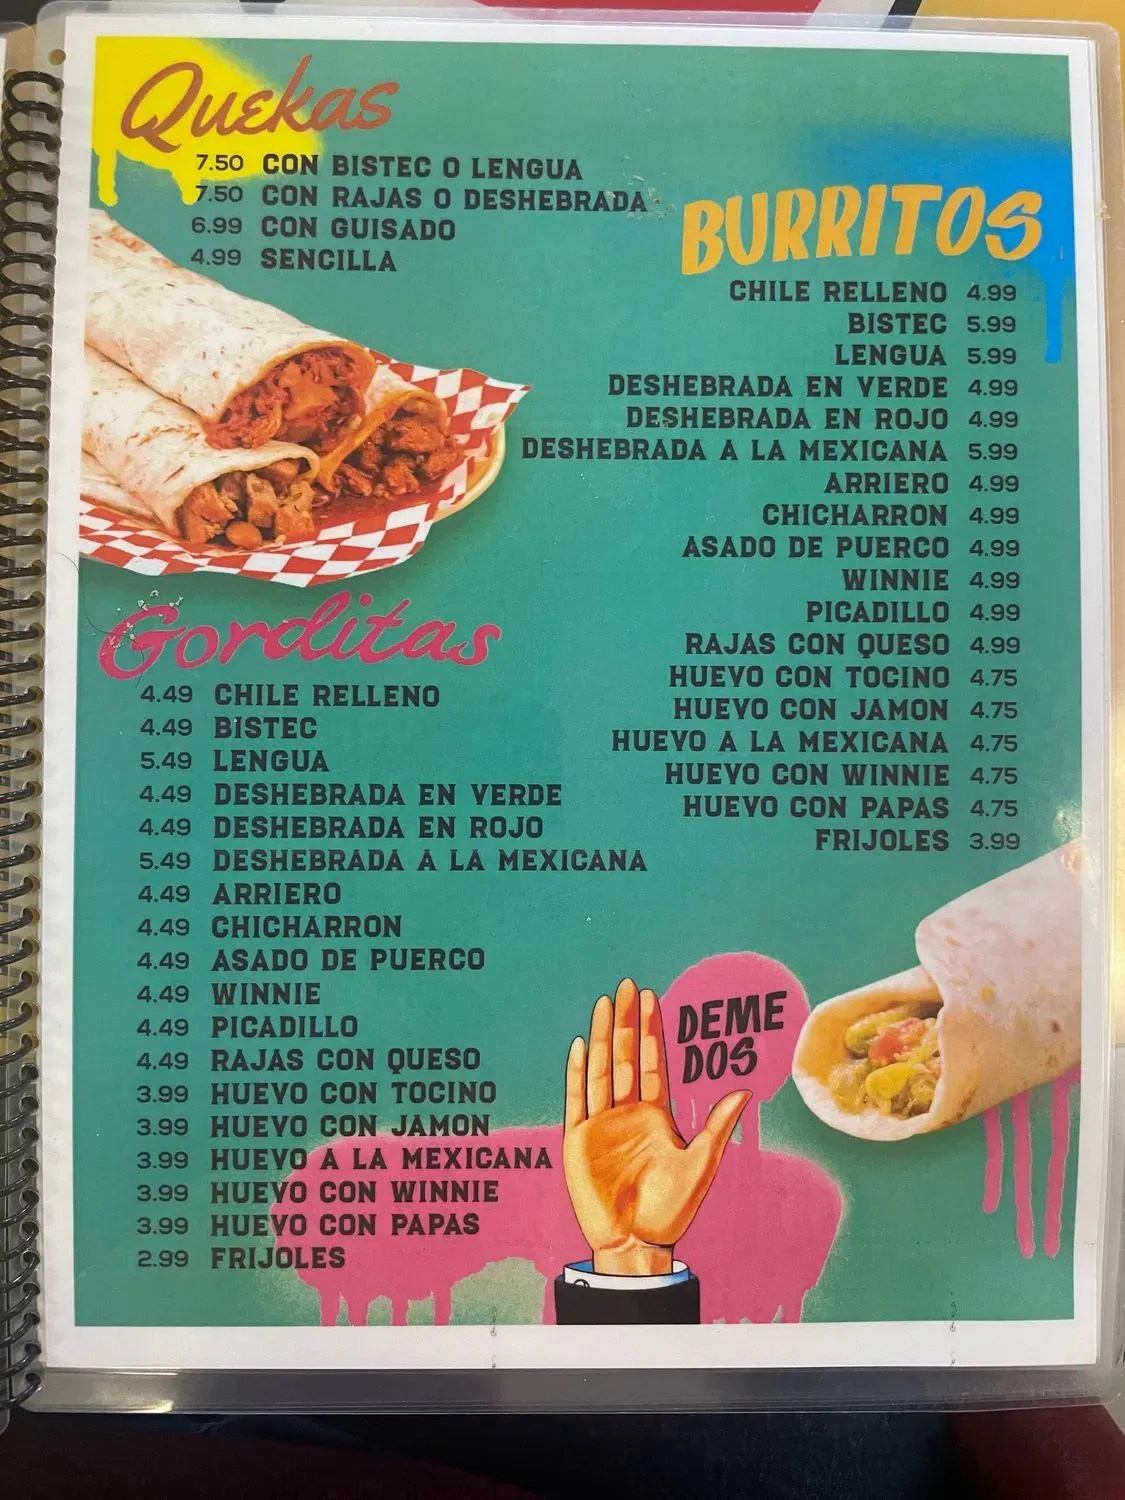 Quekas
7.50 CON BISTEC O LENGUA
7.50 CON RAJAS O DESHEBRADA
6.99 CON GUISADO
4.99 SENCILLA
BURRITOS
CHILE RELLENO 4.99
BISTEC 5.99
LENGUA 5.99
DESHEBRADA EN VERDE 4.99
DESHEBRADA EN ROJO 4.99
DESHEBRADA A LA MEXICANA 5.99
ARRIERO 4.99
CHICHARRON 4.99
ASADO DE PUERCO 4.99
WINNIE 4.99
PICADILLO 4.99
RAJAS CON QUESO 4.99
HUEVO CON TOCINO 4.75
HUEVO CON JAMON 4.75
HUEVO A LA MEXICANA 4.75
HUEVO CON WINNIE 4.75
HUEVO CON PAPAS 4.75
FRIJOLES 3.99
Gorditas
4.49 CHILE RELLENO
4.49 BISTEC
5.49 LENGUA
4.49 DESHEBRADA EN VERDE
4.49 DESHEBRADA EN ROJO
5.49 DESHEBRADA A LA MEXICANA
4.49 ARRIERO
4.49 CHICHARRON
4.49 ASADO DE PUERCO
4.49 WINNIE
4.49 PICADILLO
4.49 RAJAS CON QUESO
3.99 HUEVO CON TOCINO
3.99 HUEVO CON JAMON
3.99 HUEVO A LA MEXICANA
3.99 HUEVO CON WINNIE
3.99 HUEVO CON PAPAS
2.99 FRIJOLES
DEME
DOS